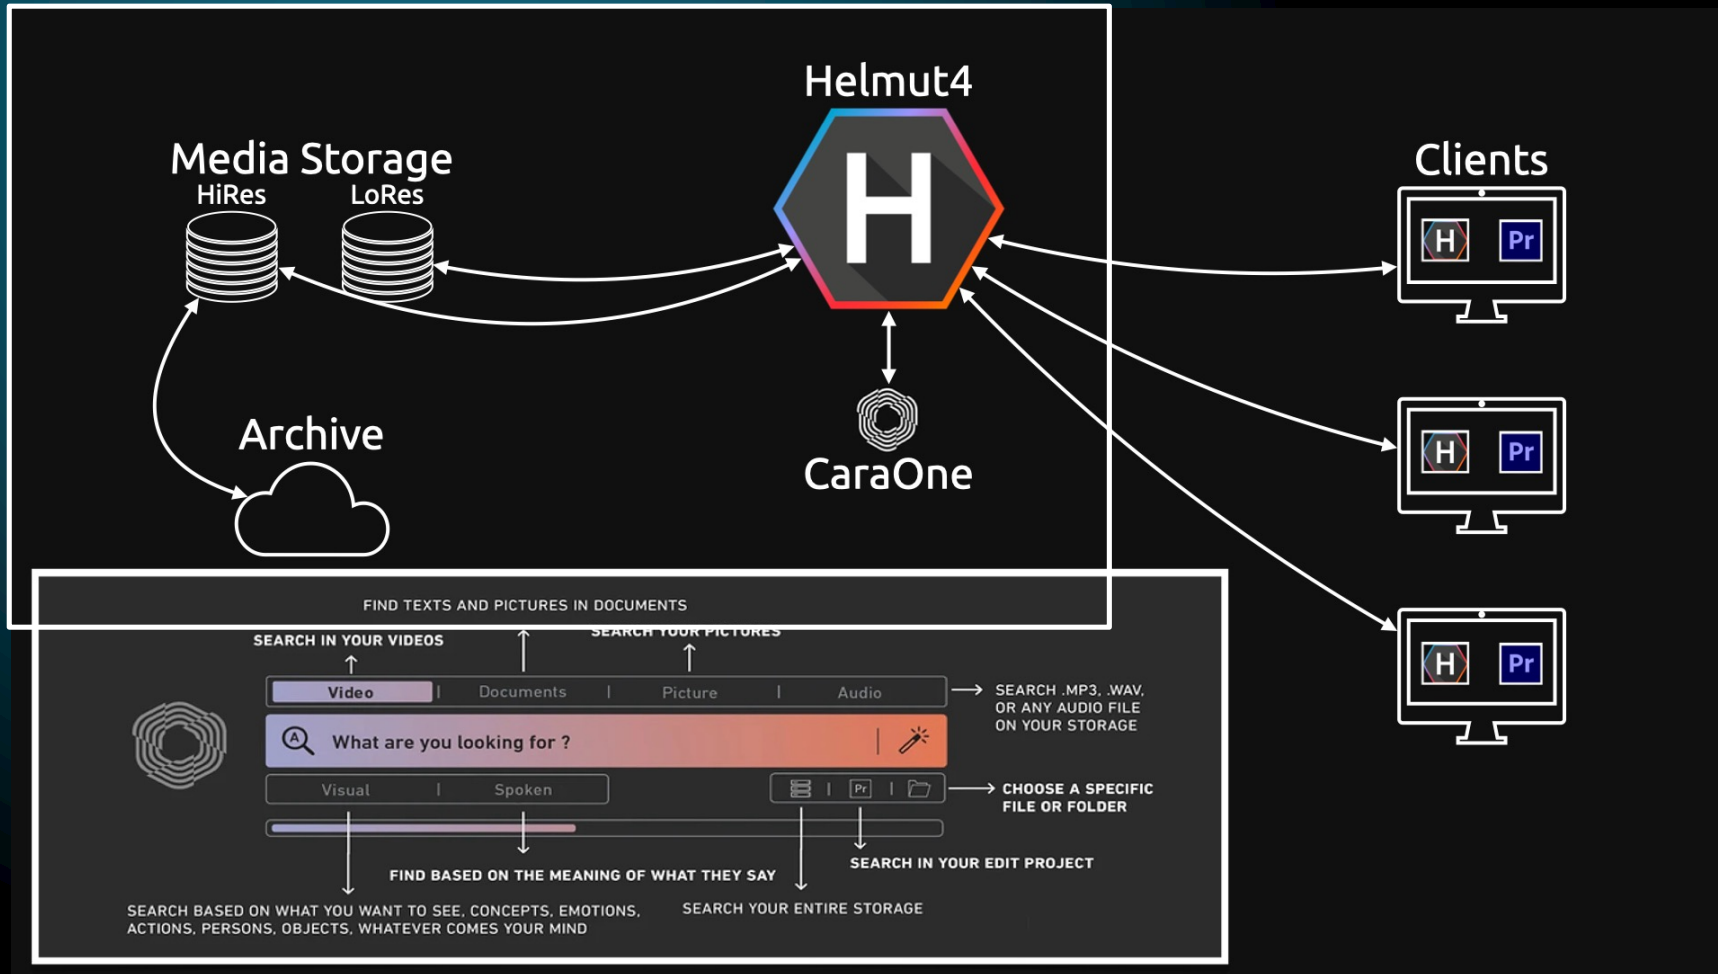 Helmut4
H
Media Storage
HiRes
LoRes
Clients
H
Pr
Archive
CaraOne
H
Pr
H
Pr
FIND TEXTS AND PICTURES IN DOCUMENTS
SEARCH IN YOUR VIDEOS
SEARCH YOUR PICTURES
Video
Documents
Picture
Audio
SEARCH .MP3, .WAV,
OR ANY AUDIO FILE
ON YOUR STORAGE
A
What are you looking for ?
Visual
Spoken
Pr
CHOOSE A SPECIFIC
FILE OR FOLDER
SEARCH IN YOUR EDIT PROJECT
FIND BASED ON THE MEANING OF WHAT THEY SAY
SEARCH BASED ON WHAT YOU WANT TO SEE, CONCEPTS, EMOTIONS,
ACTIONS, PERSONS, OBJECTS, WHATEVER COMES YOUR MIND
SEARCH YOUR ENTIRE STORAGE